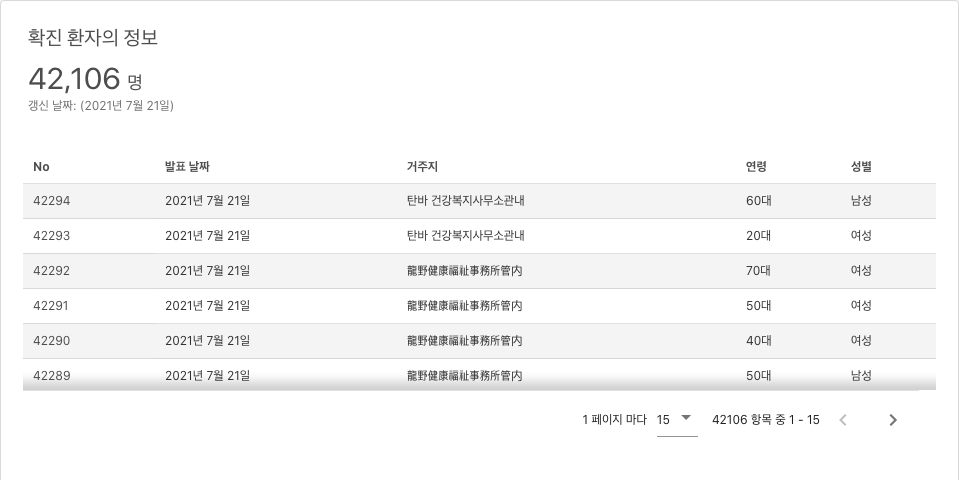 확진 환자의 정보
42,106 명
갱신 날짜: (2021년 7월 21일)
No 발표 날짜 거주지 연령 성별
42294 2021년 7월 21일 탄바 건강복지사무소관내 60대 남성
42293 2021년 7월 21일 탄바 건강복지사무소관내 20대 여성
42292 2021년 7월 21일 龍野健康福祉事務所管内 70대 여성
42291 2021년 7월 21일 龍野健康福祉事務所管内 50대 여성
42290 2021년 7월 21일 龍野健康福祉事務所管内 40대 여성
42289 2021년 7월 21일 龍野健康福祉事務所管内 50대 남성
1 페이지 마다 15 42106 항목 중 1 - 15